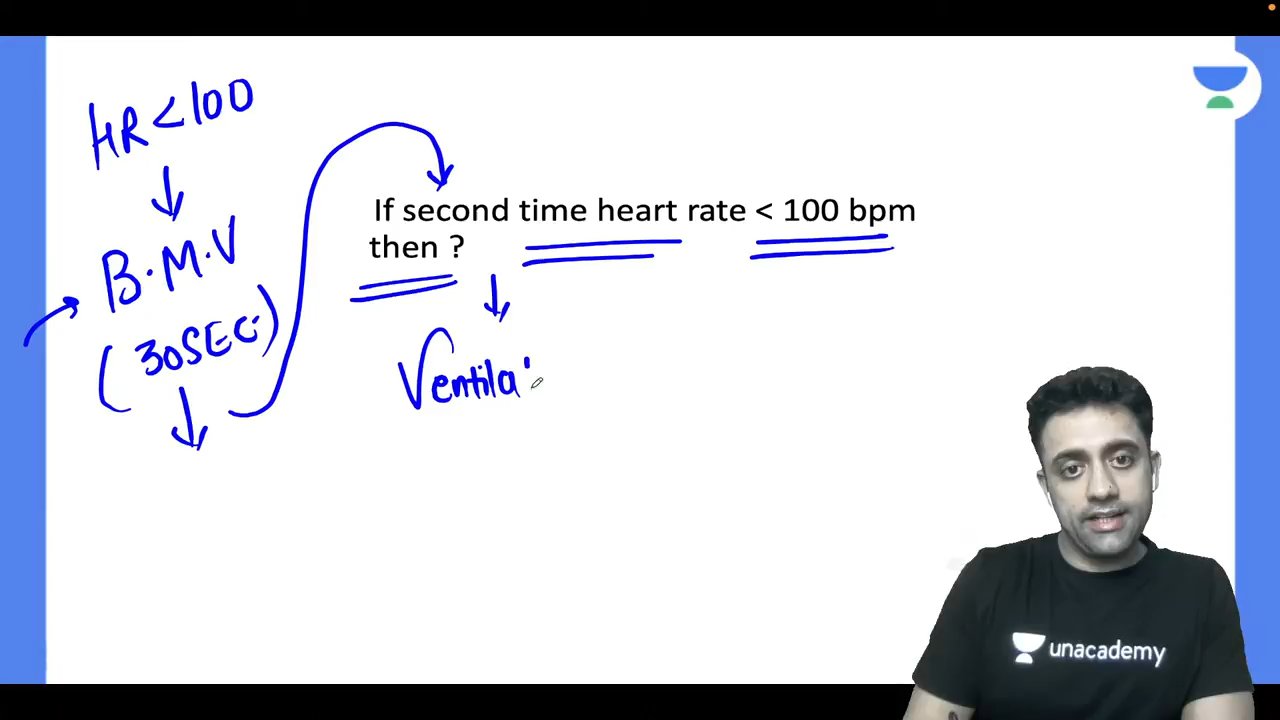 HR < 100
B.M.V
(30SEC)
If second time heart rate < 100 bpm
then ?
Ventila
unacademy